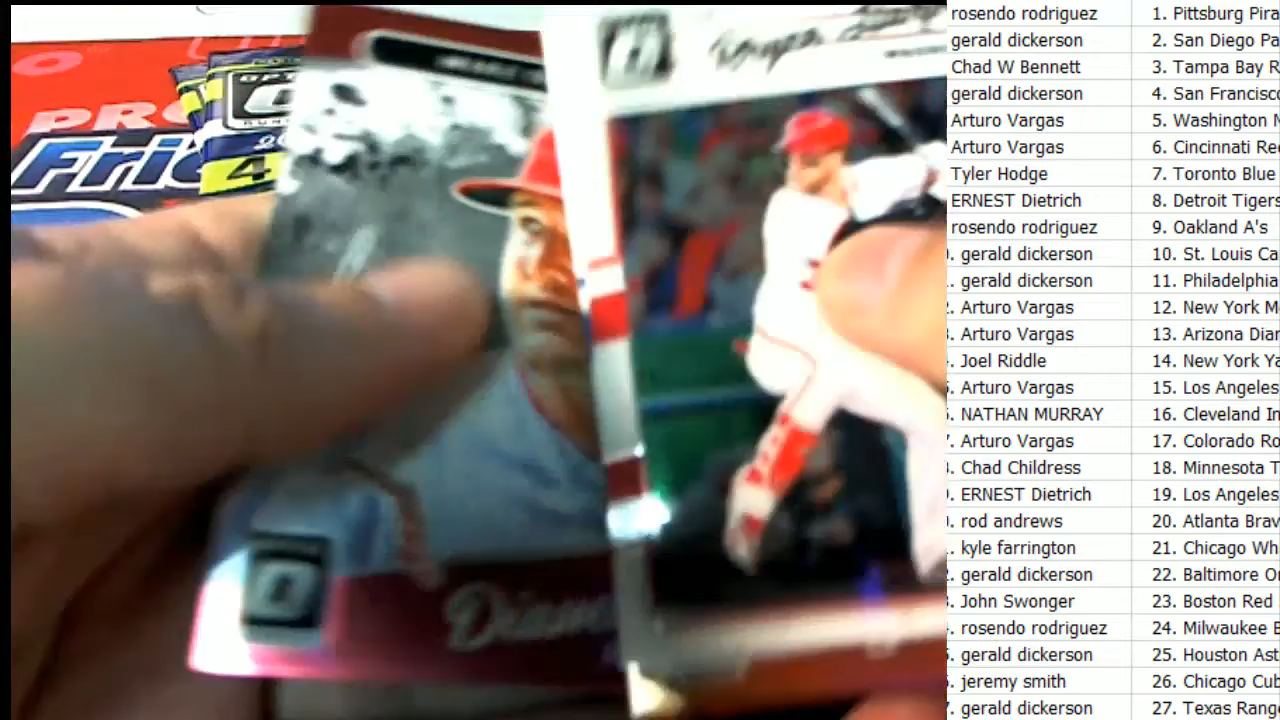 rosendo rodriguez 1. Pittsburg Pira
gerald dickerson 2. San Diego Pa
Chad W Bennett 3. Tampa Bay R
gerald dickerson 4. San Francisco
Arturo Vargas 5. Washington N
Arturo Vargas 6. Cincinnati Re
Tyler Hodge 7. Toronto Blue
ERNEST Dietrich 8. Detroit Tigers
rosendo rodriguez 9. Oakland A's
. gerald dickerson 10. St. Louis Ca
. gerald dickerson 11. Philadelphia
. Arturo Vargas 12. New York M
. Arturo Vargas 13. Arizona Dia
. Joel Riddle 14. New York Ya
. Arturo Vargas 15. Los Angeles
. NATHAN MURRAY 16. Cleveland In
. Arturo Vargas 17. Colorado Ro
. Chad Childress 18. Minnesota T
. ERNEST Dietrich 19. Los Angeles
. rod andrews 20. Atlanta Brav
. kyle farrington 21. Chicago Wh
. gerald dickerson 22. Baltimore O
. John Swonger 23. Boston Red
. rosendo rodriguez 24. Milwaukee B
. gerald dickerson 25. Houston Ast
. jeremy smith 26. Chicago Cub
. gerald dickerson 27. Texas Rang
PRO
Fri
4